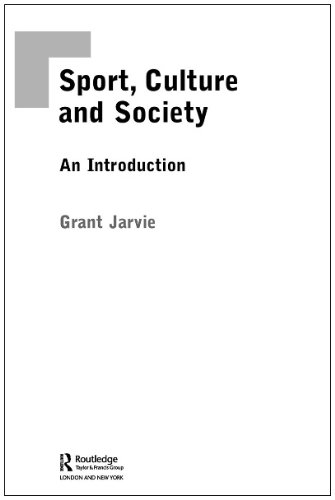 Sport, Culture
and Society
An Introduction
Grant Jarvie
R
Routledge
Taylor & Francis Group
LONDON AND NEW YORK